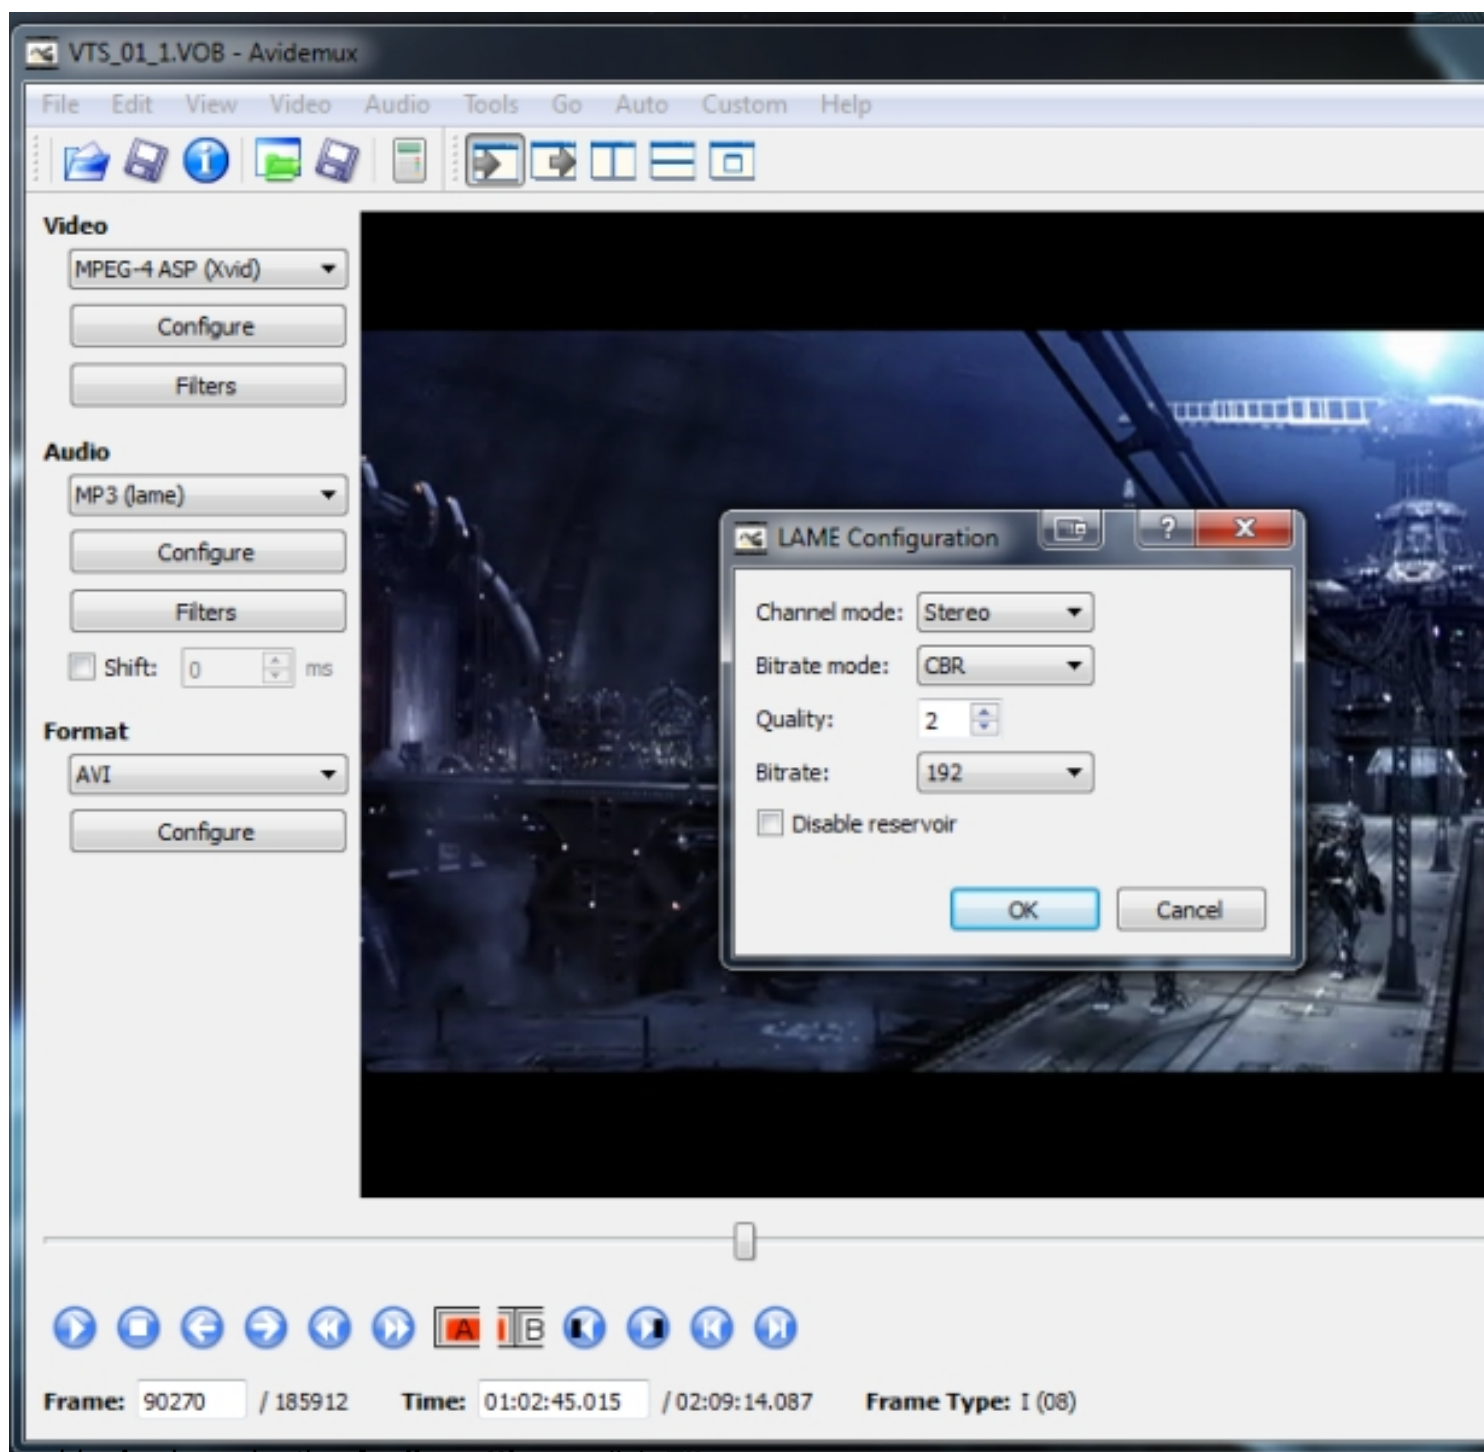 VTS_01_1.VOB - Avidemux
File Edit View Video Audio Tools Go Auto Custom Help
Video
MPEG-4 ASP (Xvid)
Configure
Filters
Audio
MP3 (lame)
Configure
Filters
Shift: 0 ms
Format
AVI
Configure
LAME Configuration
Channel mode: Stereo
Bitrate mode: CBR
Quality: 2
Bitrate: 192
Disable reservoir
OK Cancel
A B
Frame: 90270 / 185912 Time: 01:02:45.015 / 02:09:14.087 Frame Type: I (08)